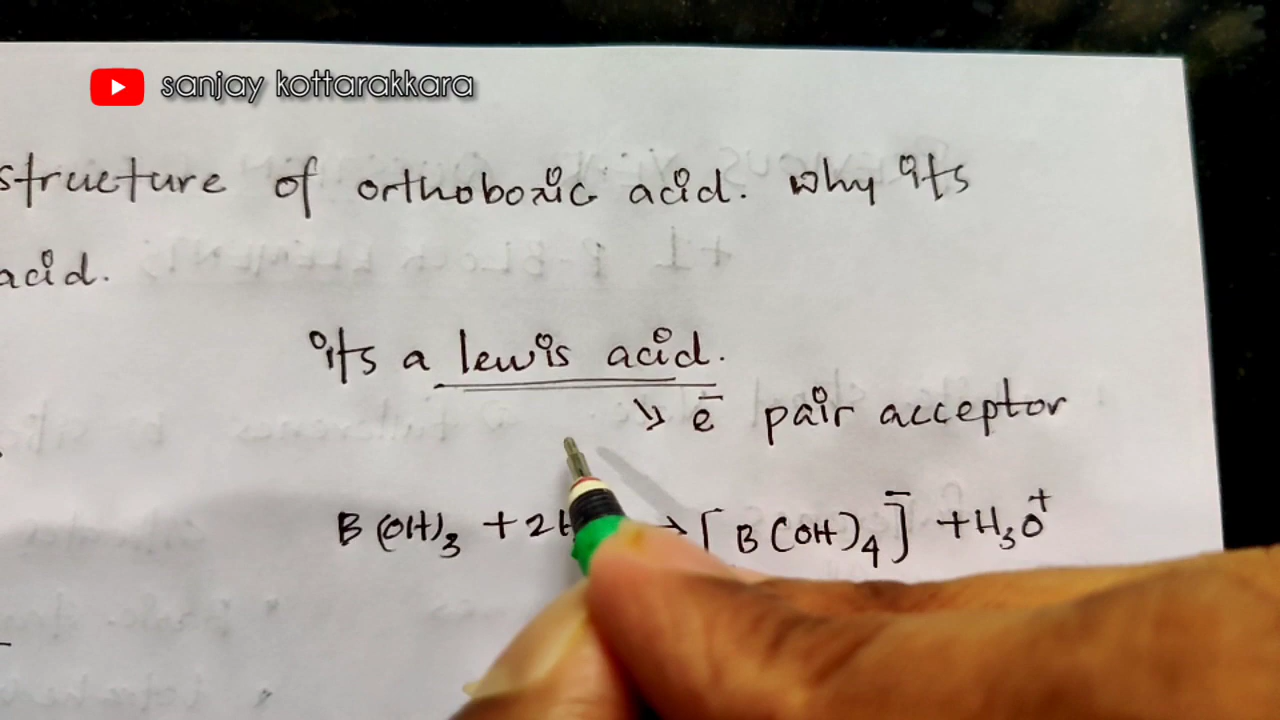 sanjay kottarakkara
structure of orthoboric acid. why its
acid.
its a lewis acid.
↘ e⁻ pair acceptor
B(OH)₃ + 2H → [B(OH)₄]⁻ + H₃O⁺